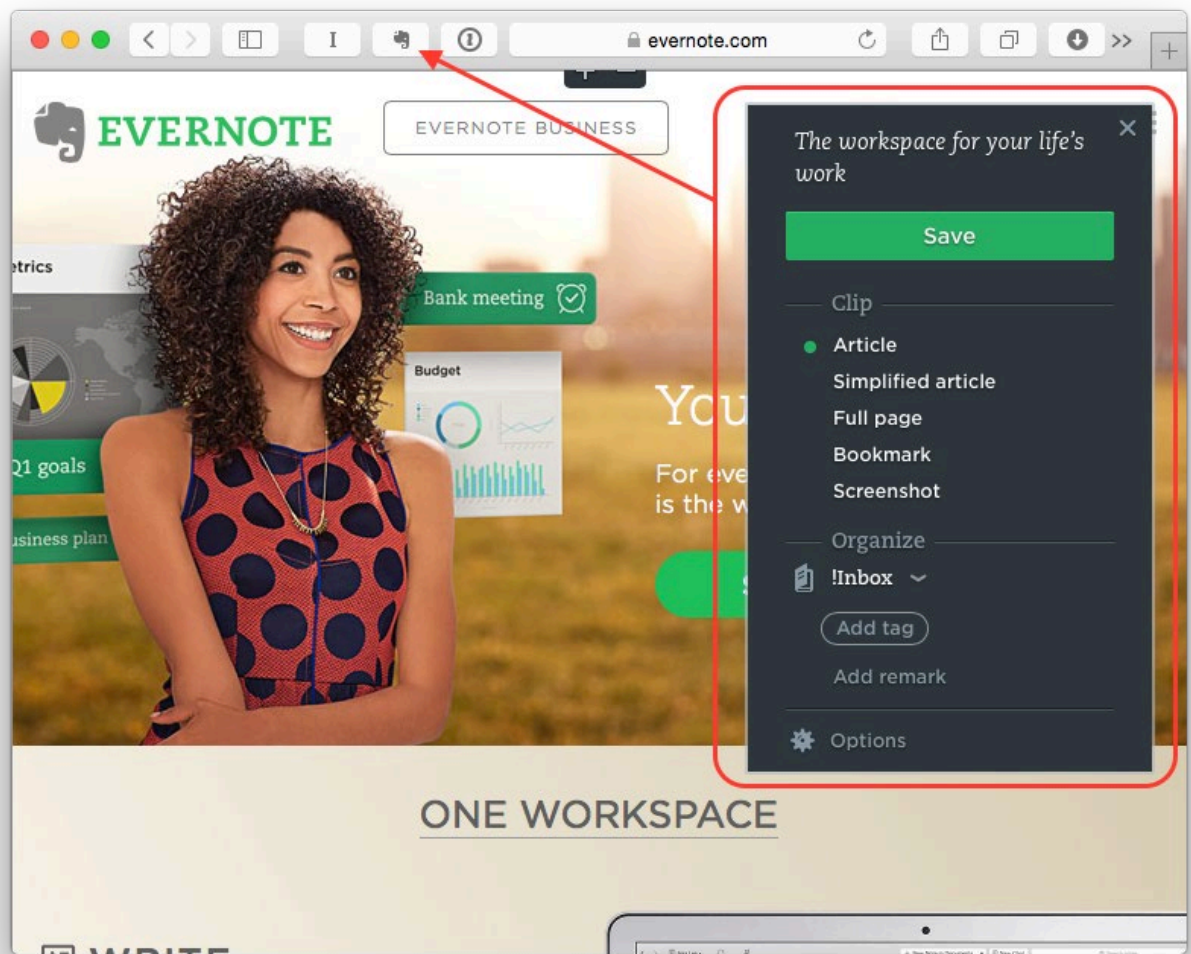 I
evernote.com
>>
EVERNOTE
EVERNOTE BUSINESS
The workspace for your life's
work
Save
Clip
Article
Simplified article
Full page
Bookmark
Screenshot
Organize
!Inbox
Add tag
Add remark
Options
etrics
Bank meeting
Budget
Q1 goals
usiness plan
You
For eve
is the w
S
ONE WORKSPACE
WRITE